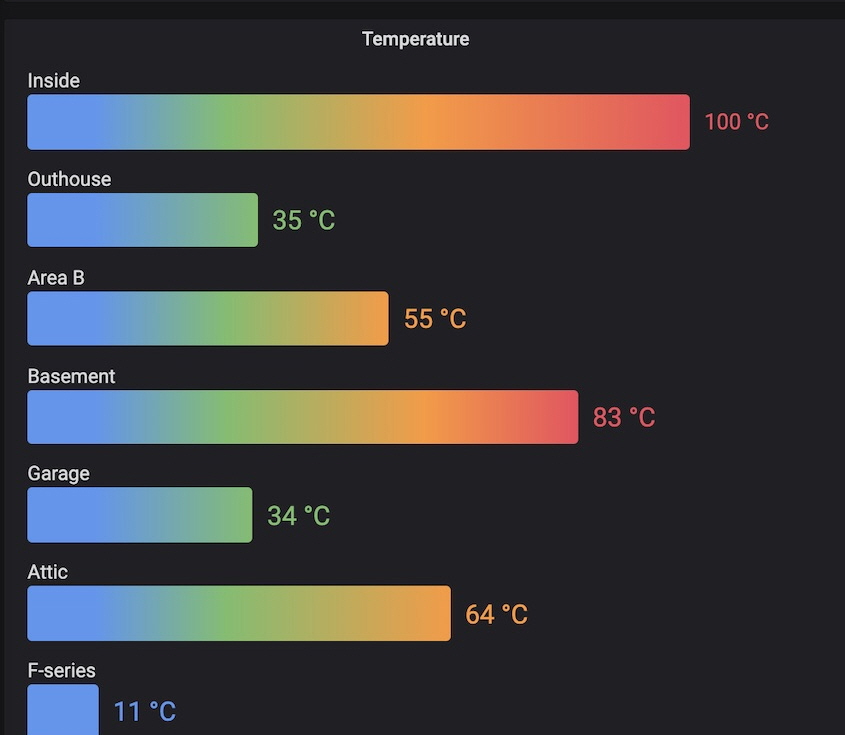 Temperature
Inside
100 °C
Outhouse
35 °C
Area B
55 °C
Basement
83 °C
Garage
34 °C
Attic
64 °C
F-series
11 °C